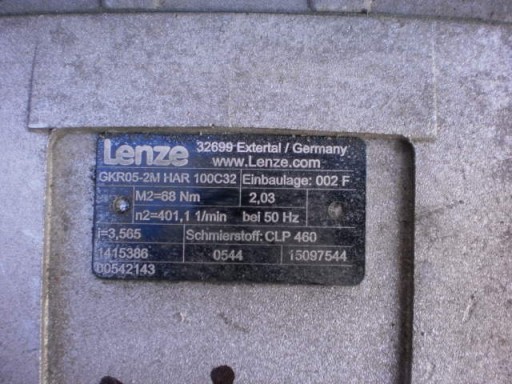 Lenze 32699 Extertal / Germany
www.Lenze.com
GKR05-2M HAR 100C32 Einbaulage: 002 F
M2=68 Nm 2,03
n2=401,1 1/min bei 50 Hz
i=3,565 Schmierstoff: CLP 460
1415386 0544 15097544
00542143